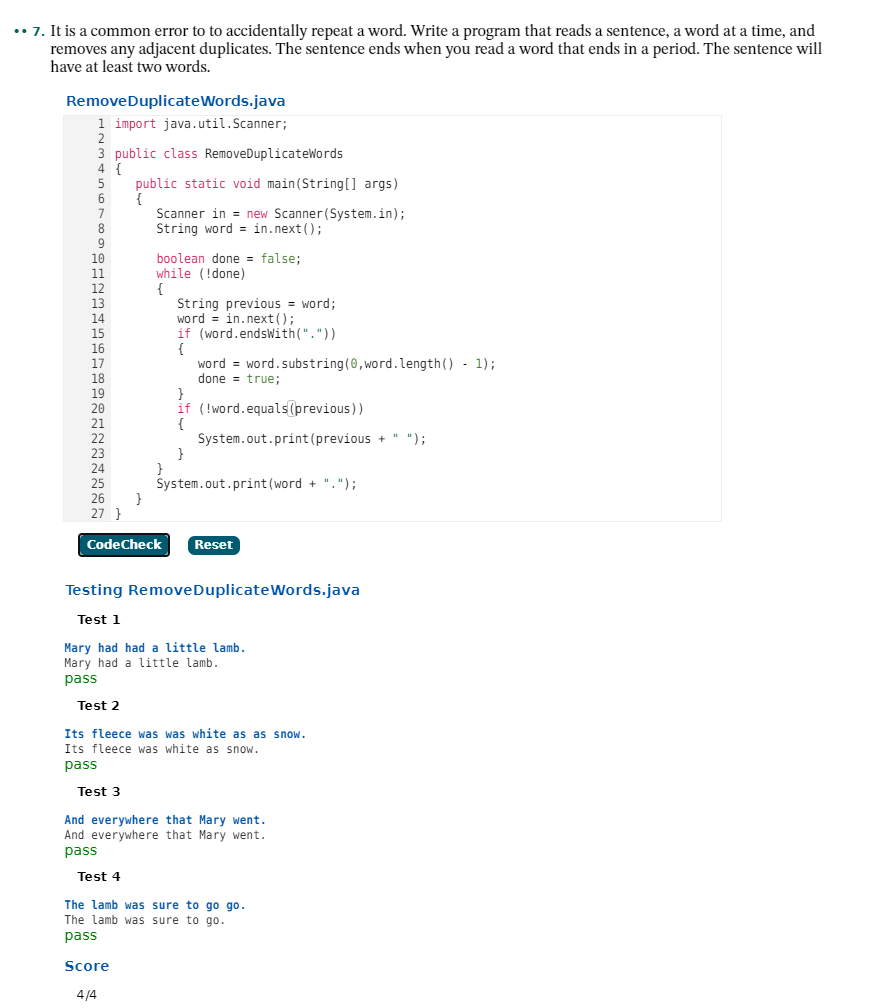 •• 7. It is a common error to to accidentally repeat a word. Write a program that reads a sentence, a word at a time, and
removes any adjacent duplicates. The sentence ends when you read a word that ends in a period. The sentence will
have at least two words.
RemoveDuplicateWords.java
1 import java.util.Scanner;
2
3 public class RemoveDuplicateWords
4 {
5    public static void main(String[] args)
6    {
7       Scanner in = new Scanner(System.in);
8       String word = in.next();
9
10       boolean done = false;
11       while (!done)
12       {
13          String previous = word;
14          word = in.next();
15          if (word.endsWith("."))
16          {
17             word = word.substring(0,word.length() - 1);
18             done = true;
19          }
20          if (!word.equals(previous))
21          {
22             System.out.print(previous + " ");
23          }
24       }
25       System.out.print(word + ".");
26    }
27 }
CodeCheck Reset
Testing RemoveDuplicateWords.java
Test 1
Mary had had a little lamb.
Mary had a little lamb.
pass
Test 2
Its fleece was was white as as snow.
Its fleece was white as snow.
pass
Test 3
And everywhere that Mary went.
And everywhere that Mary went.
pass
Test 4
The lamb was sure to go go.
The lamb was sure to go.
pass
Score
4/4